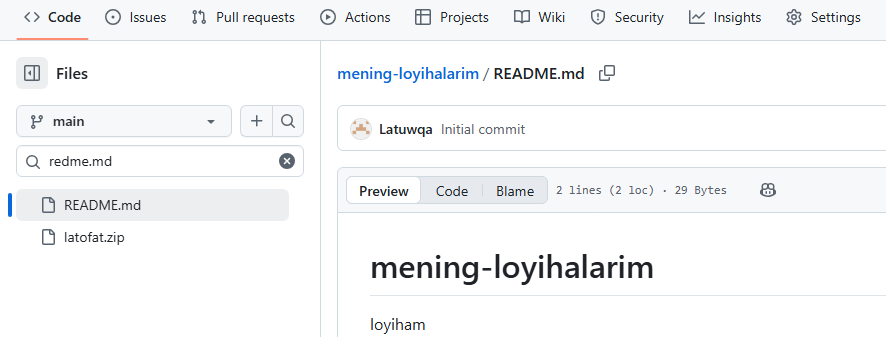 Code Issues Pull requests Actions Projects Wiki Security Insights Settings
Files
main
redme.md
README.md
latofat.zip
mening-loyihalarim / README.md
Latuwqa Initial commit
Preview Code Blame 2 lines (2 loc) · 29 Bytes
mening-loyihalarim
loyiham